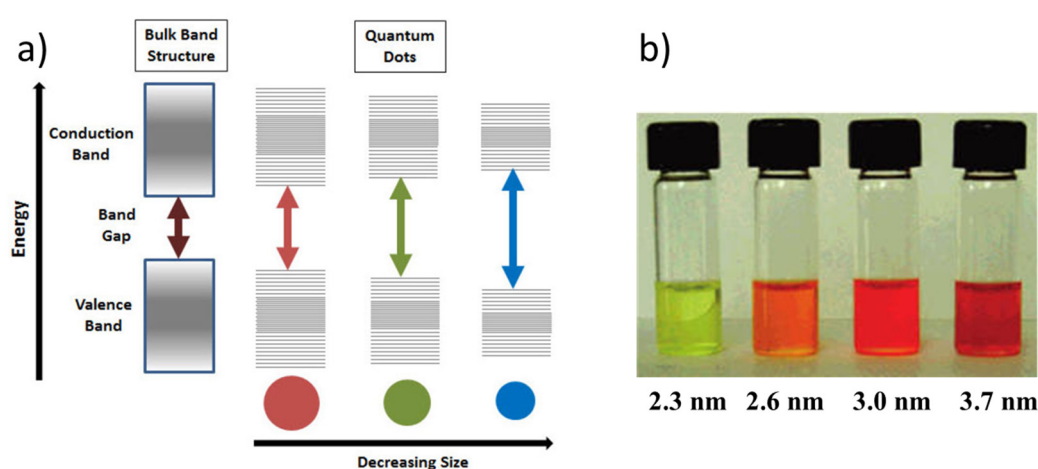 a)
Bulk Band
Structure
Quantum
Dots
Conduction
Band
Band
Gap
Valence
Band
Energy
Decreasing Size
b)
2.3 nm
2.6 nm
3.0 nm
3.7 nm